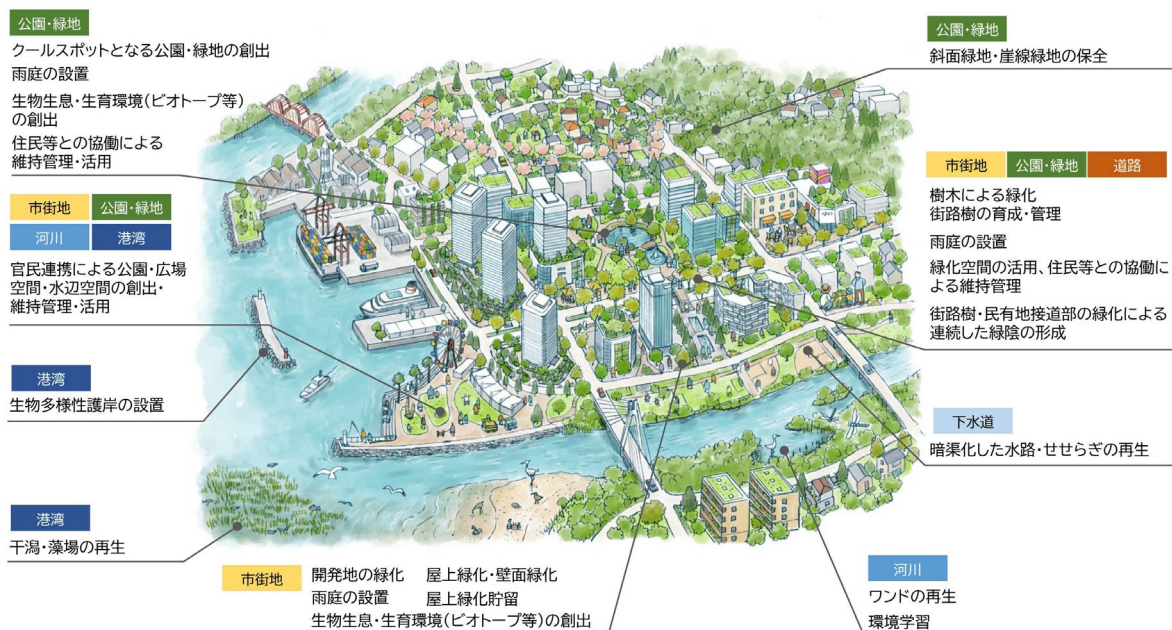 公園・緑地
クールスポットとなる公園・緑地の創出
雨庭の設置
生物生息・生育環境(ビオトープ等)
の創出
住民等との協働による
維持管理・活用
市街地 公園・緑地
河川 港湾
官民連携による公園・広場
空間・水辺空間の創出・
維持管理・活用
港湾
生物多様性護岸の設置
港湾
干潟・藻場の再生
市街地
開発地の緑化 屋上緑化・壁面緑化
雨庭の設置 屋上緑化貯留
生物生息・生育環境(ビオトープ等)の創出
公園・緑地
斜面緑地・崖線緑地の保全
市街地 公園・緑地 道路
樹木による緑化
街路樹の育成・管理
雨庭の設置
緑化空間の活用、住民等との協働に
よる維持管理
街路樹・民有地接道部の緑化による
連続した緑陰の形成
下水道
暗渠化した水路・せせらぎの再生
河川
ワンドの再生
環境学習